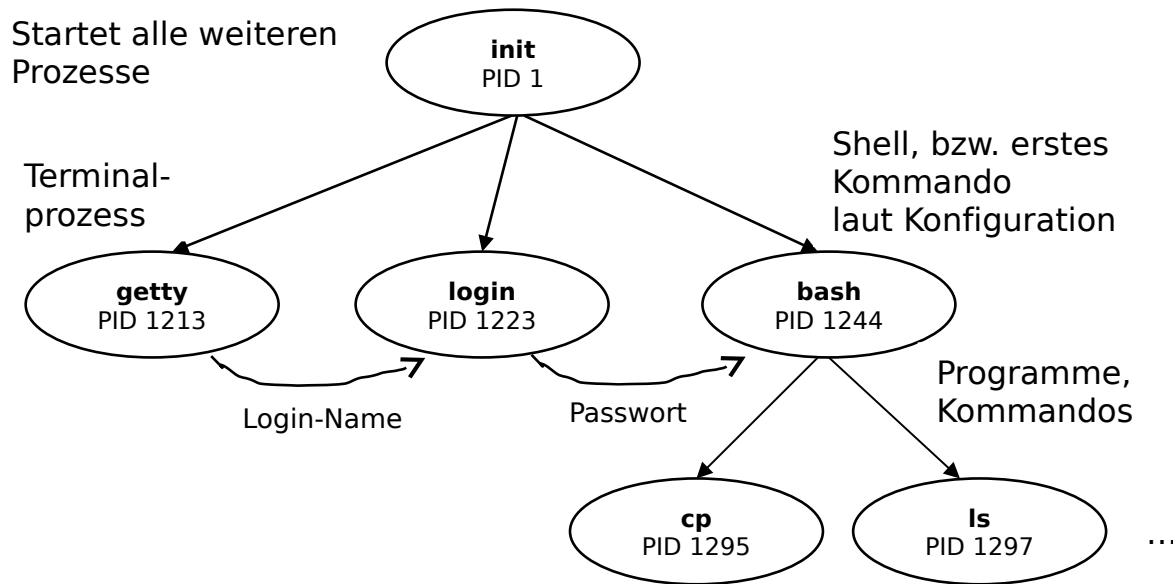 Startet alle weiteren
Prozesse
init
PID 1
Terminal-
prozess
Shell, bzw. erstes
Kommando
laut Konfiguration
getty
PID 1213
login
PID 1223
bash
PID 1244
Login-Name
Passwort
Programme,
Kommandos
cp
PID 1295
ls
PID 1297
...